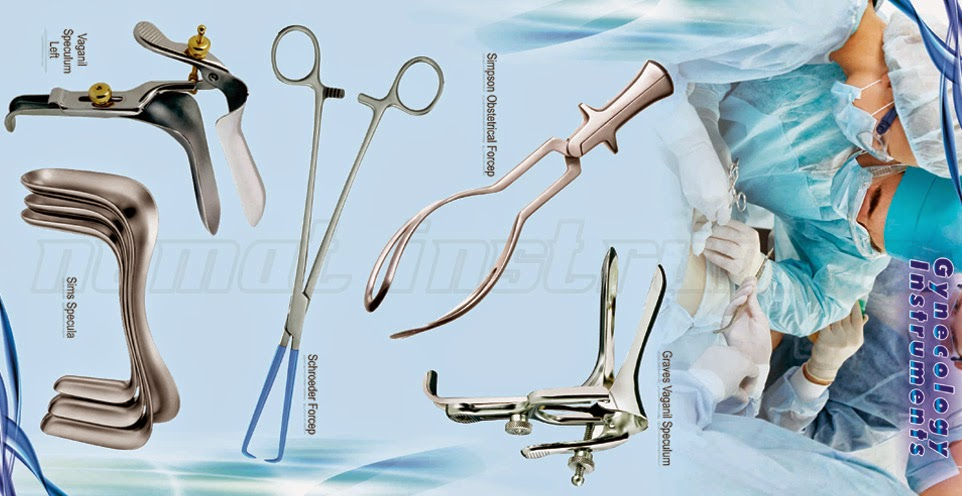 Gynecology
Instruments
Simpson Obstetrical Forcep
Graves Vaganil Speculum
Schroeder Forcep
Vaganil
Speculum
Left
Sims Specula